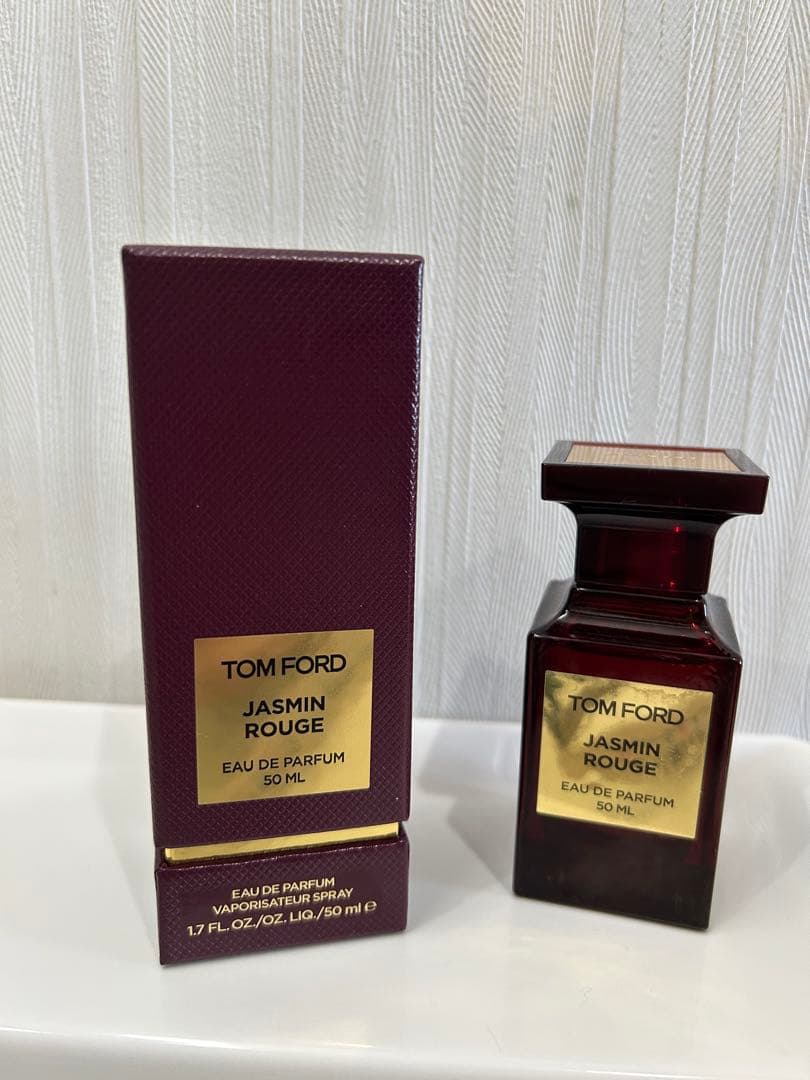 TOM FORD
JASMIN
ROUGE
EAU DE PARFUM
50 ML
EAU DE PARFUM
VAPORISATEUR SPRAY
1.7 FL. OZ./OZ. LIQ./50 ml e
TOM FORD
JASMIN
ROUGE
EAU DE PARFUM
50 ML